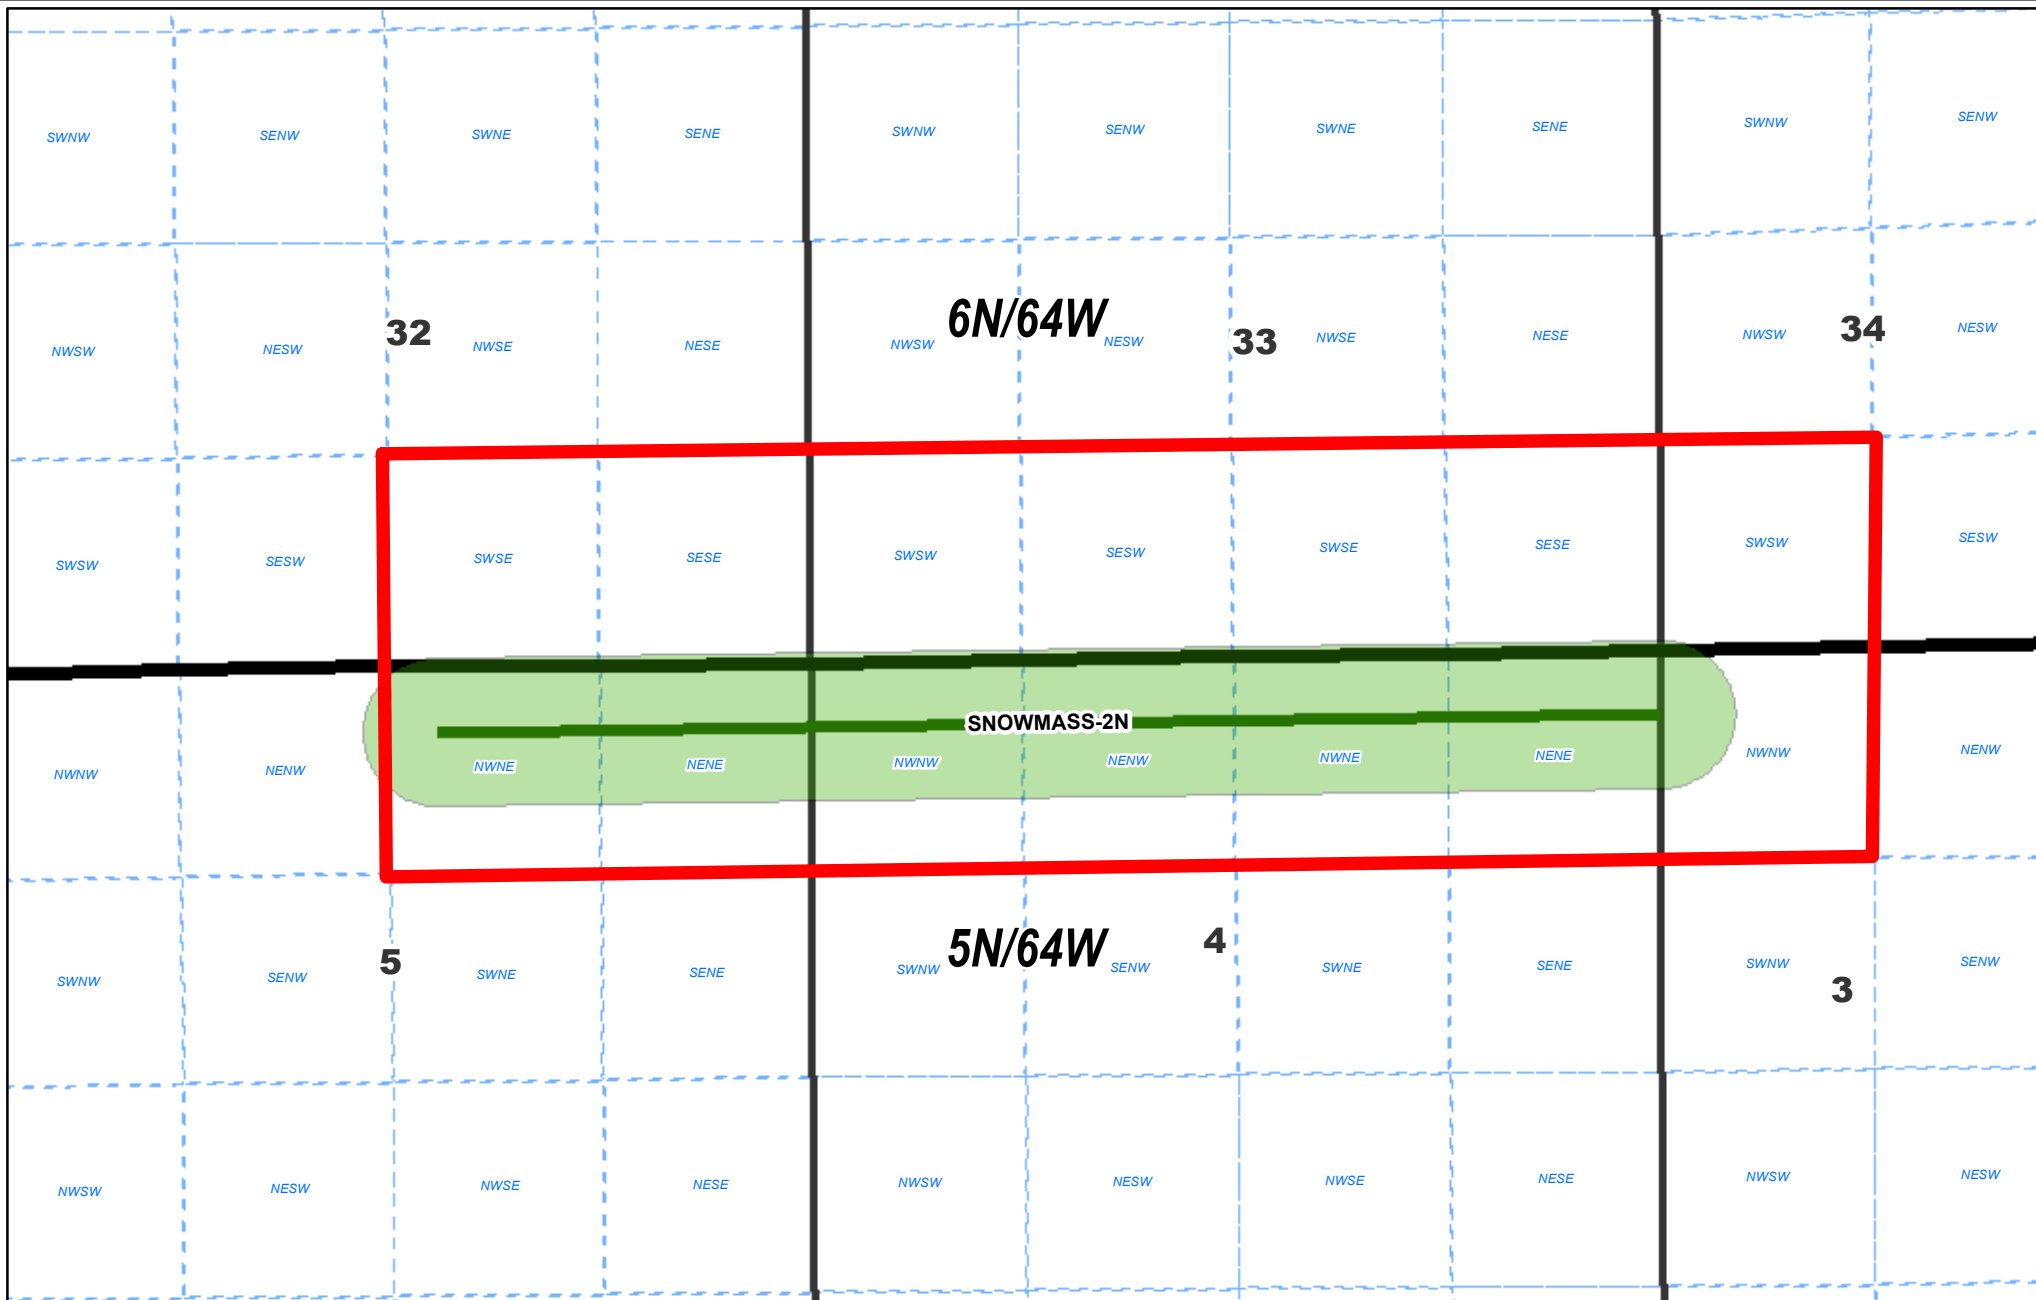 SWNW SENW SWNE SENE SWNW SENW SWNE SENE SWNW SENW
6N/64W
32 33 34
NWSW NESW NWSE NESE NWSW NESW NWSE NESE NWSW NESW
SWSW SESW SWSE SESE SWSW SESW SWSE SESE SWSW SESW
SNOWMASS-2N
NWNW NENW NWNE NENE NWNW NENW NWNE NENE NWNW NENW
5 5N/64W 4 3
SWNW SENW SWNE SENE SWNW SENW SWNE SENE SWNW SENW
NWSW NESW NWSE NESE NWSW NESW NWSE NESE NWSW NESW